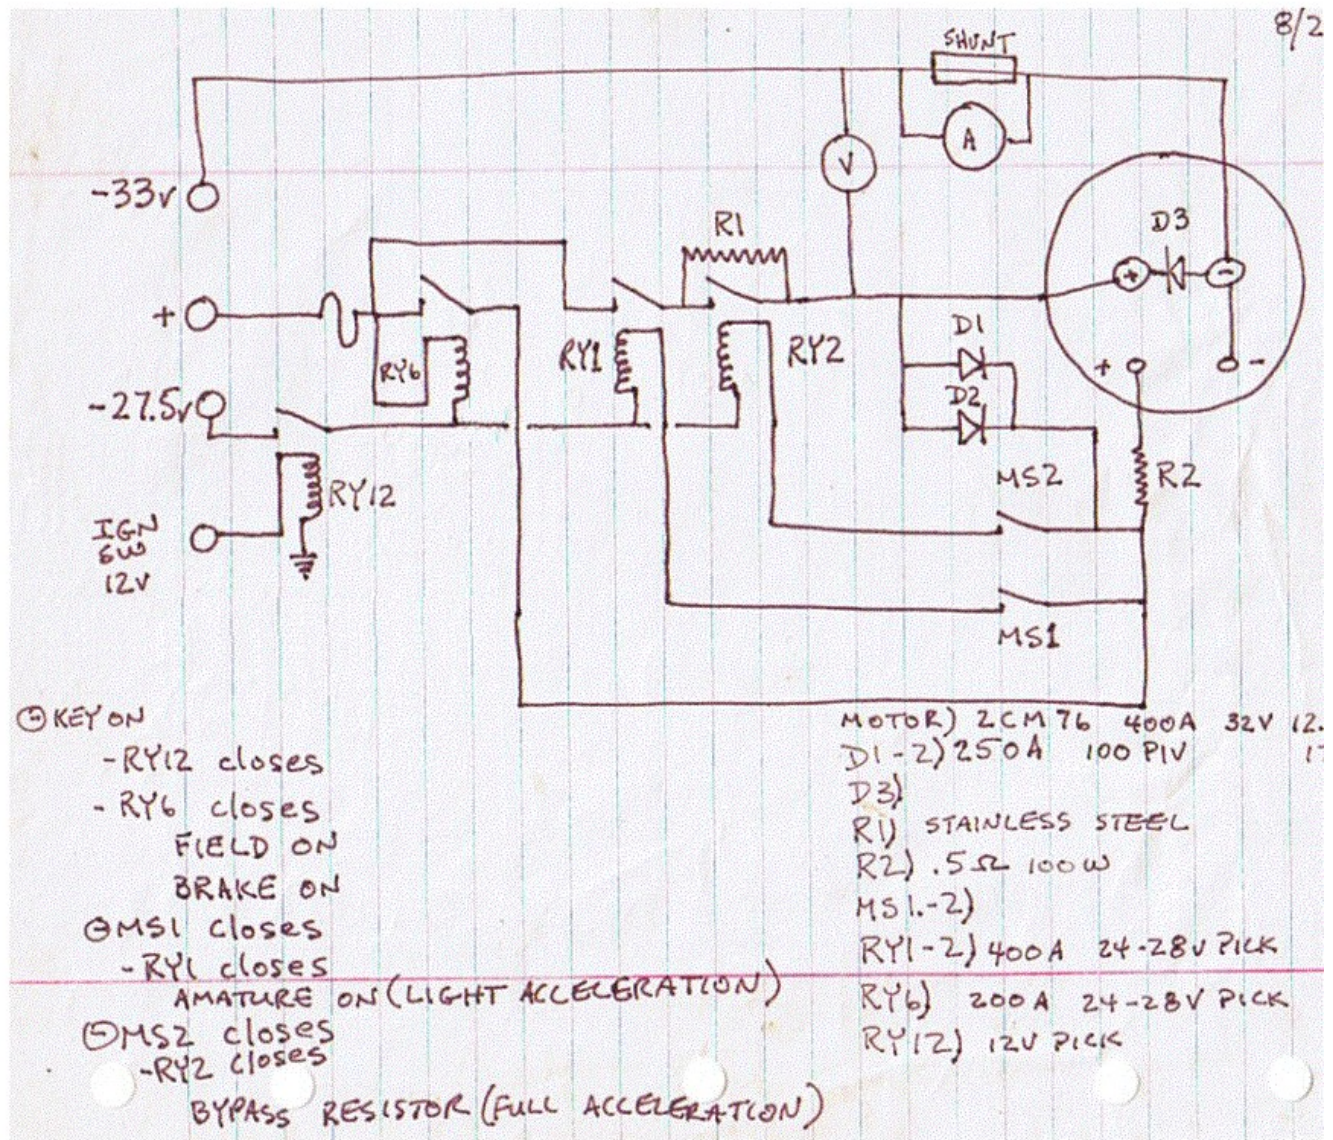 8/2
SHUNT
A
V
-33v
R1
D3
+
-
+
RY6
RY1
RY2
D1
D2
+
-
-27.5v
RY12
MS2
R2
IGN
SW
12V
MS1
KEY ON
-RY12 closes
- RY6 closes
FIELD ON
BRAKE ON
MS1 closes
-RY1 closes
AMATURE ON (LIGHT ACCELERATION)
MS2 closes
-RY2 closes
BYPASS RESISTOR (FULL ACCELERATION)
MOTOR) 2CM76 400A 32V 12.
D1-2) 250A 100 PIV
D3)
R1) STAINLESS STEEL
R2) .5Ω 100W
MS1.-2)
RY1-2) 400A 24-28V PICK
RY6) 200A 24-28V PICK
RY12) 12V PICK